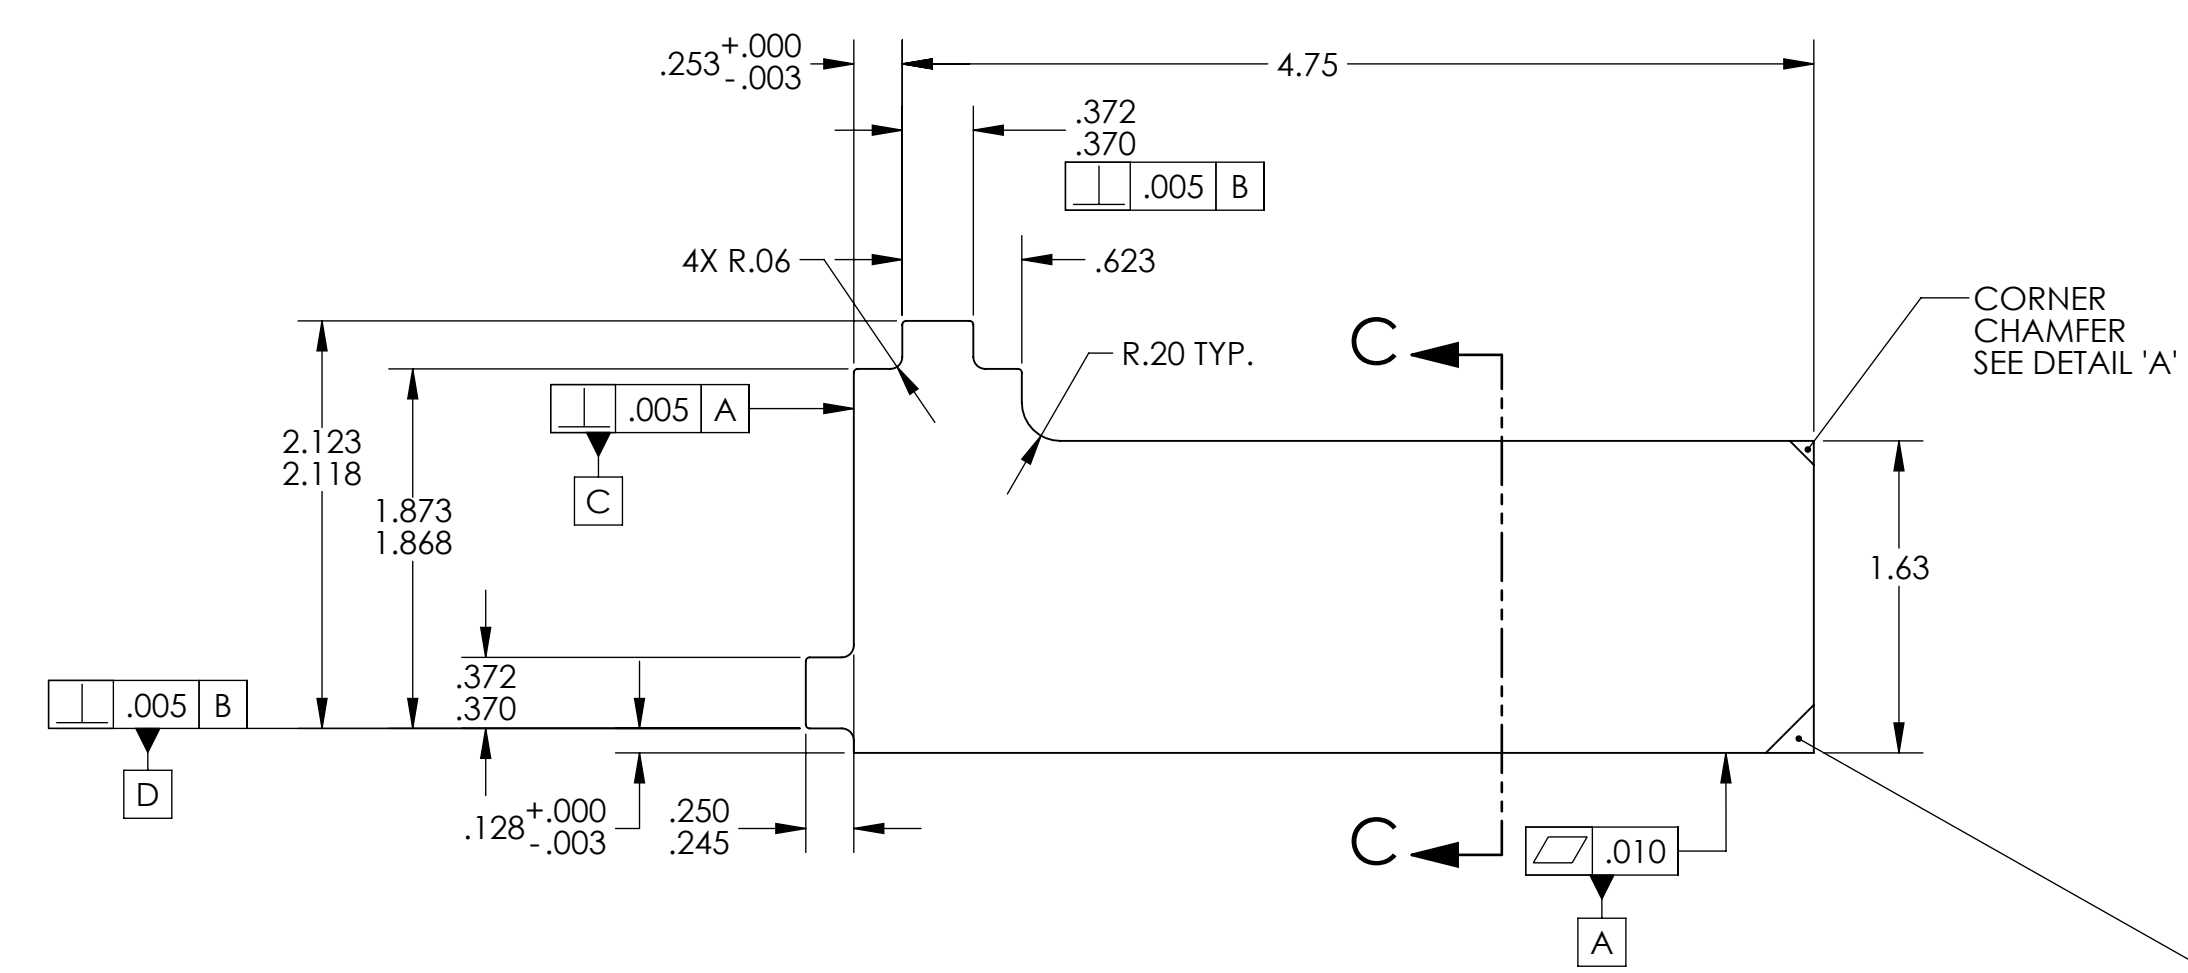 .253 +.000
-.003
4.75
.372
.370
⊥ .005 B
4X R.06
.623
CORNER
CHAMFER
SEE DETAIL 'A'
R.20 TYP.
C
⊥ .005 A
C
2.123
2.118
1.873
1.868
1.63
.372
.370
⊥ .005 B
D
.128 +.000
-.003
.250
.245
C
⏥ .010
A